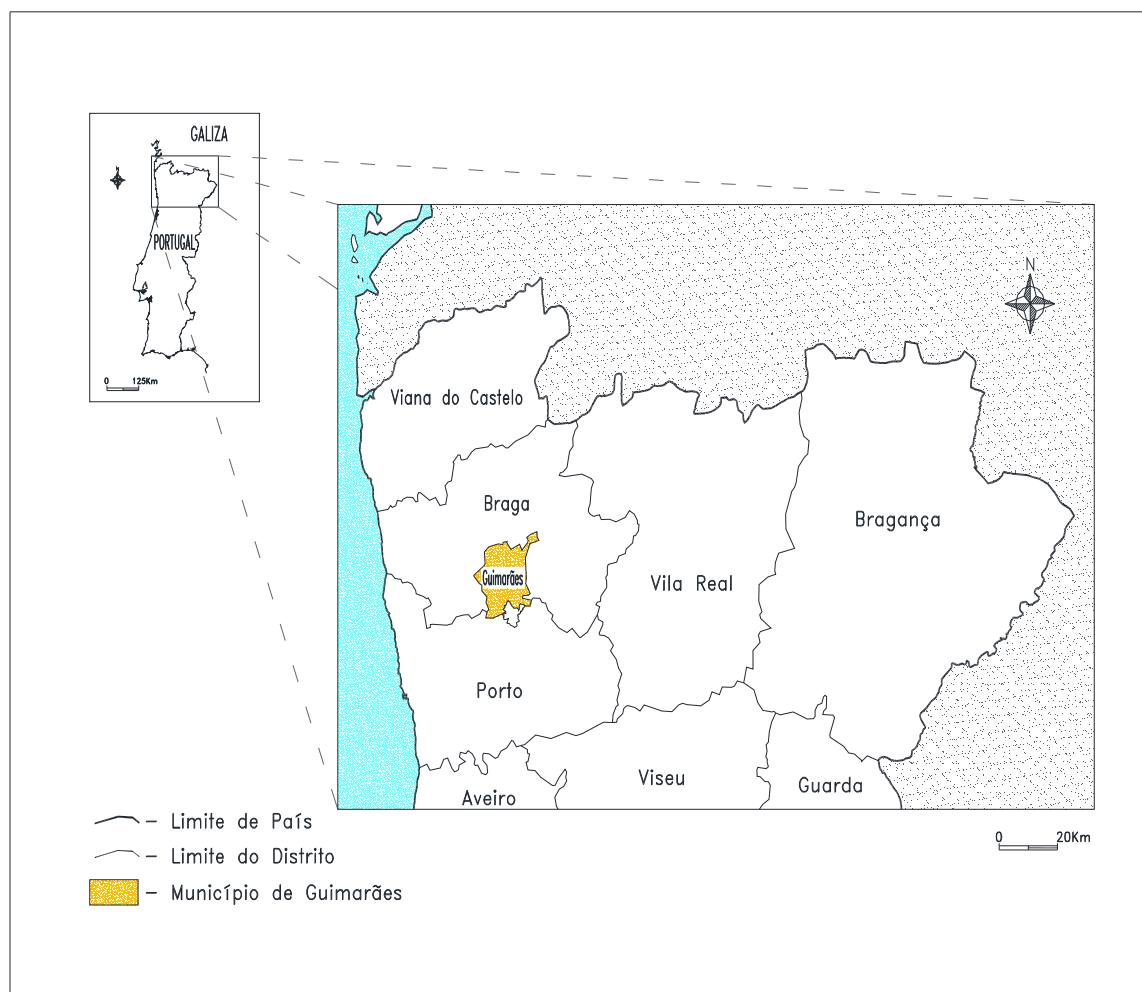 GALIZA
N
PORTUGAL
0 125Km
N
Viana do Castelo
Braga
Bragança
Guimarães
Vila Real
Porto
Viseu
Guarda
Aveiro
– Limite de País
– Limite do Distrito
– Município de Guimarães
0 20Km